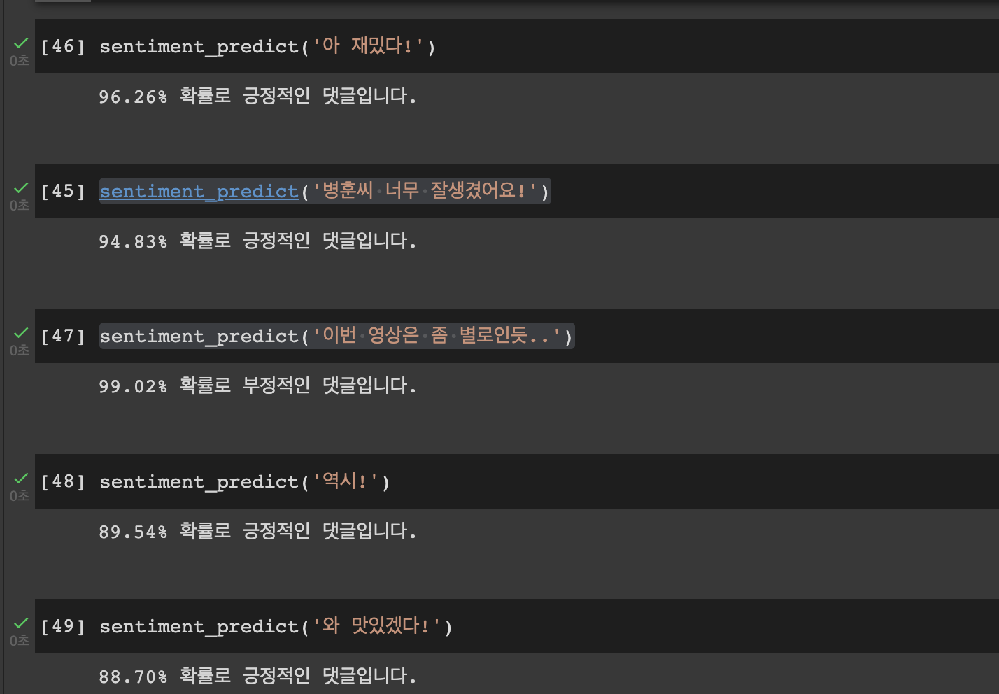 [46] sentiment_predict('아 재밌다!')
0초
96.26% 확률로 긍정적인 댓글입니다.
[45] sentiment_predict('병훈씨 너무 잘생겼어요!')
0초
94.83% 확률로 긍정적인 댓글입니다.
[47] sentiment_predict('이번 영상은 좀 별로인듯..')
0초
99.02% 확률로 부정적인 댓글입니다.
[48] sentiment_predict('역시!')
0초
89.54% 확률로 긍정적인 댓글입니다.
[49] sentiment_predict('와 맛있겠다!')
0초
88.70% 확률로 긍정적인 댓글입니다.